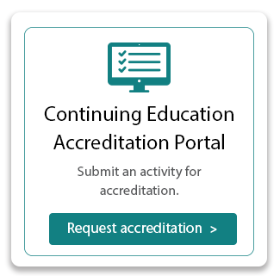 Continuing Education
Accreditation Portal
Submit an activity for
accreditation.
Request accreditation >